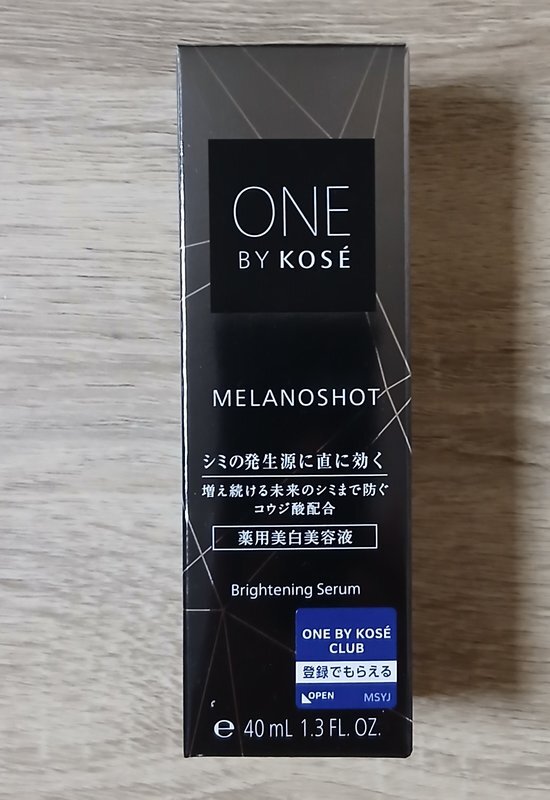 ONE
BY KOSÉ
MELANOSHOT
シミの発生源に直に効く
増え続ける未来のシミまで防ぐ
コウジ酸配合
薬用美白美容液
Brightening Serum
ONE BY KOSÉ
CLUB
登録でもらえる
OPEN MSYJ
℮ 40 mL 1.3 FL. OZ.